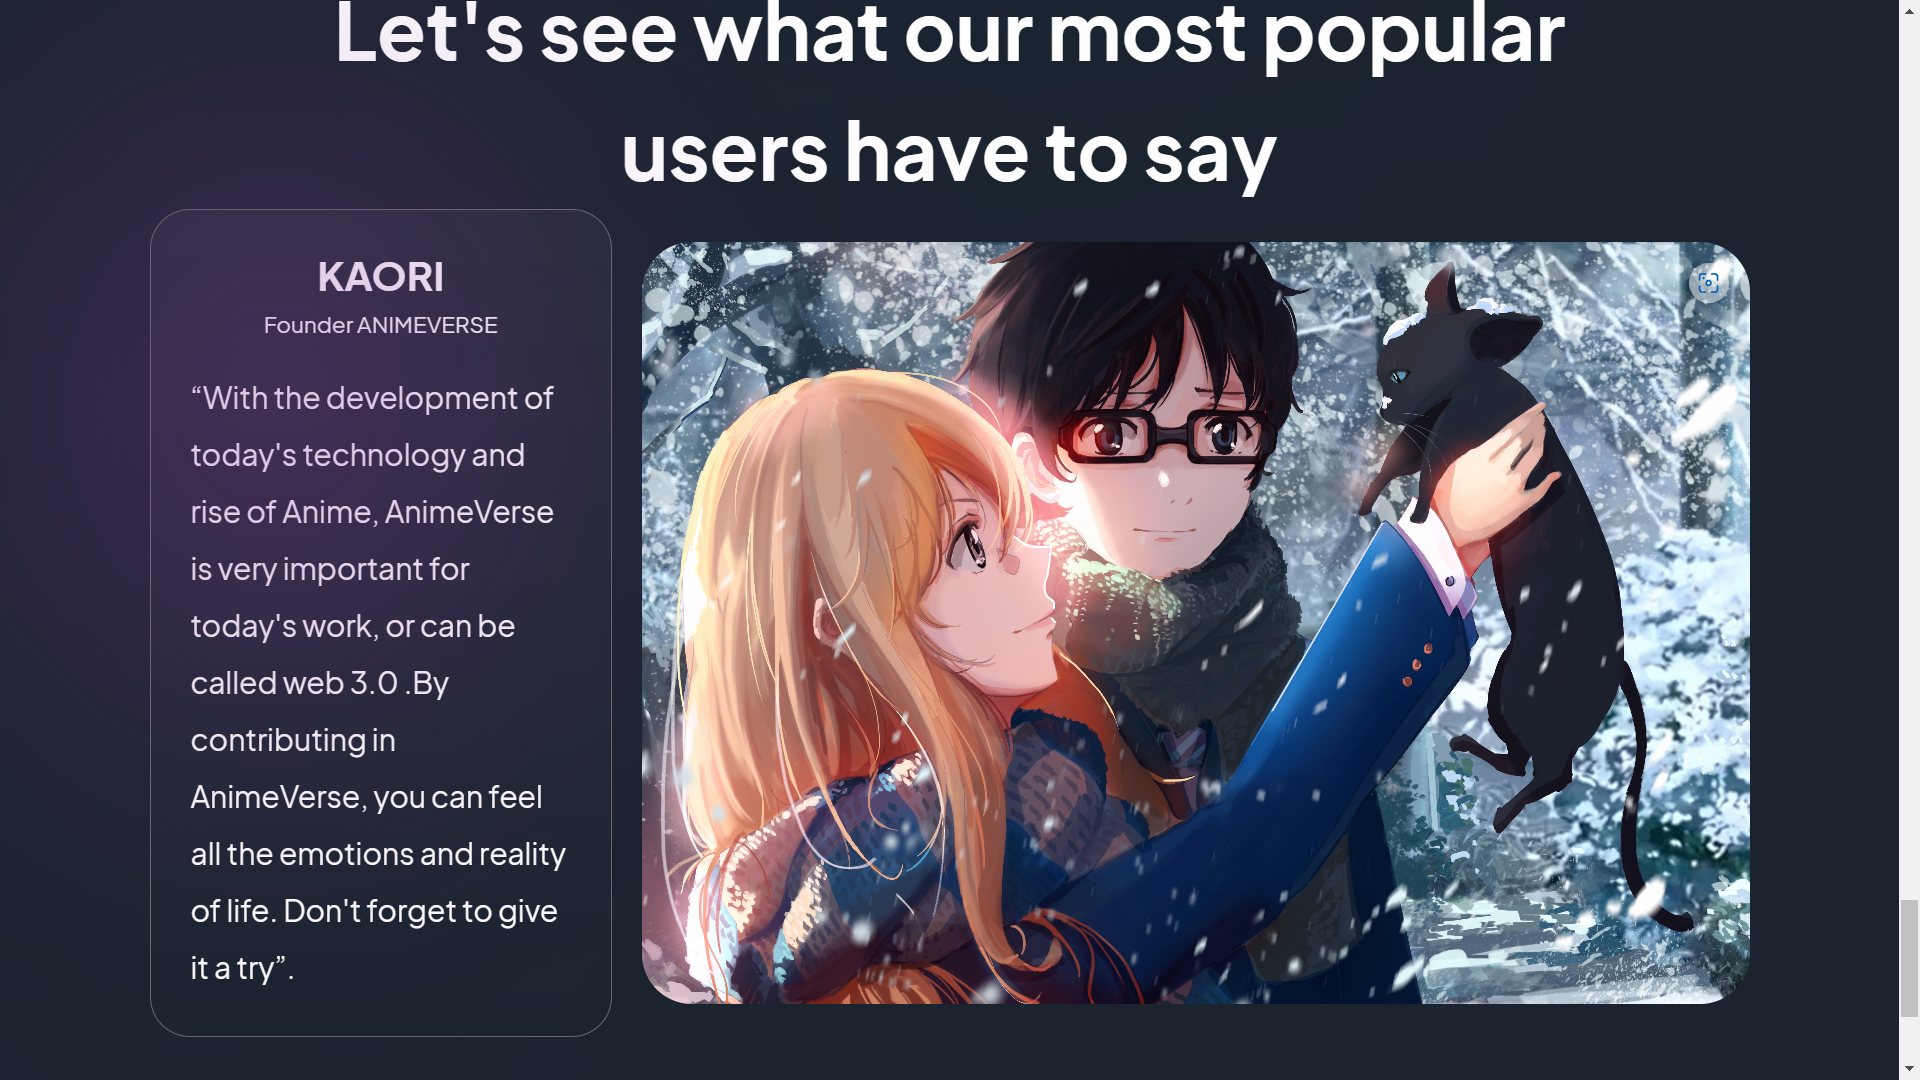 Let's see what our most popular
users have to say
KAORI
Founder ANIMEVERSE
“With the development of
today's technology and
rise of Anime, AnimeVerse
is very important for
today's work, or can be
called web 3.0 .By
contributing in
AnimeVerse, you can feel
all the emotions and reality
of life. Don't forget to give
it a try”.